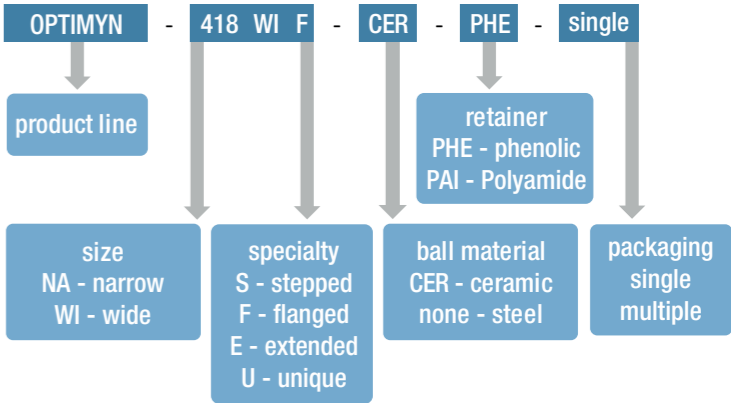 OPTIMYN - 418 WI F - CER - PHE - single
product line
retainer
PHE - phenolic
PAI - Polyamide
size
NA - narrow
WI - wide
specialty
S - stepped
F - flanged
E - extended
U - unique
ball material
CER - ceramic
none - steel
packaging
single
multiple